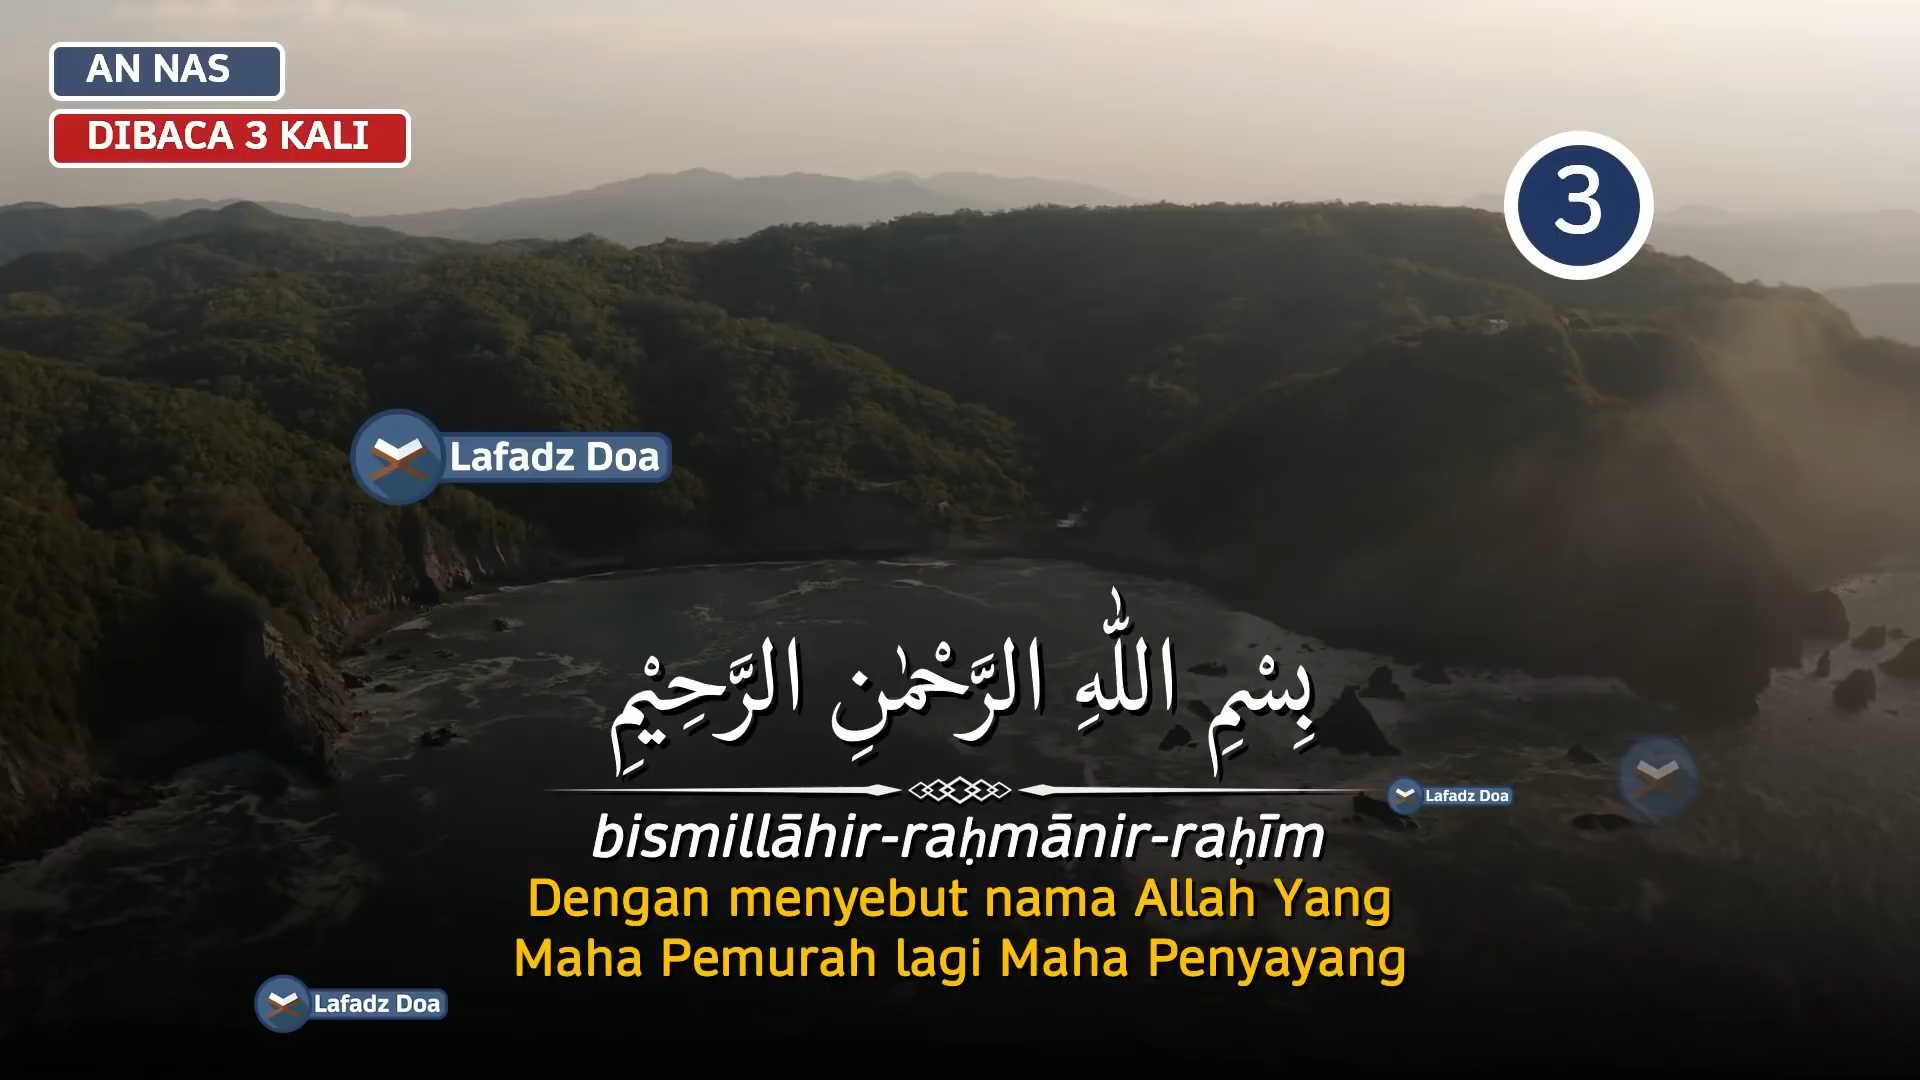 AN NAS
DIBACA 3 KALI
3
Lafadz Doa
بِسْمِ اللّٰهِ الرَّحْمٰنِ الرَّحِيْمِ
Lafadz Doa
bismillāhir-raḥmānir-raḥīm
Dengan menyebut nama Allah Yang
Maha Pemurah lagi Maha Penyayang
Lafadz Doa